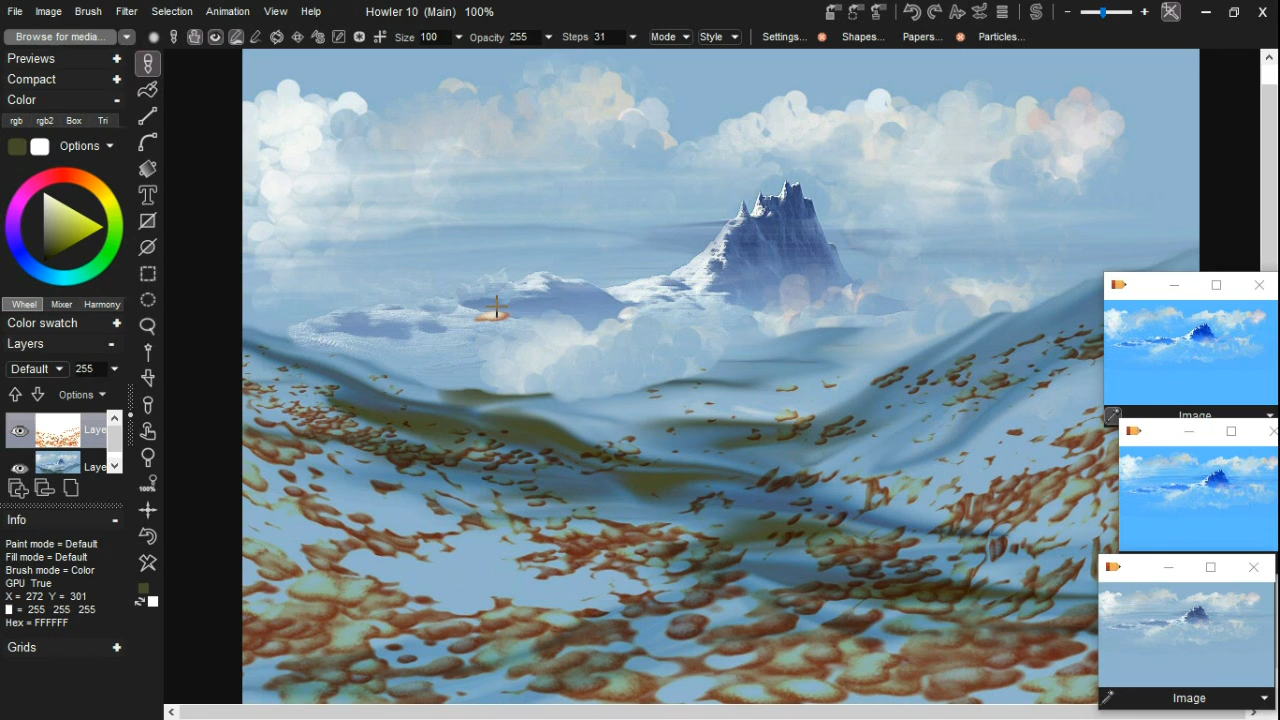 File Image Brush Filter Selection Animation View Help Howler 10 (Main) 100%
Browse for media... Size 100 Opacity 255 Steps 31 Mode Style Settings... Shapes... Papers... Particles...
Previews
Compact
Color
rgb rgb2 Box Tri
Options
Wheel Mixer Harmony
Color swatch
Layers
Default 255
Options
Laye
Laye
100%
Info
Paint mode = Default
Fill mode = Default
Brush mode = Color
GPU True
X = 272 Y = 301
= 255 255 255
Hex = FFFFFF
Grids
Image
Image